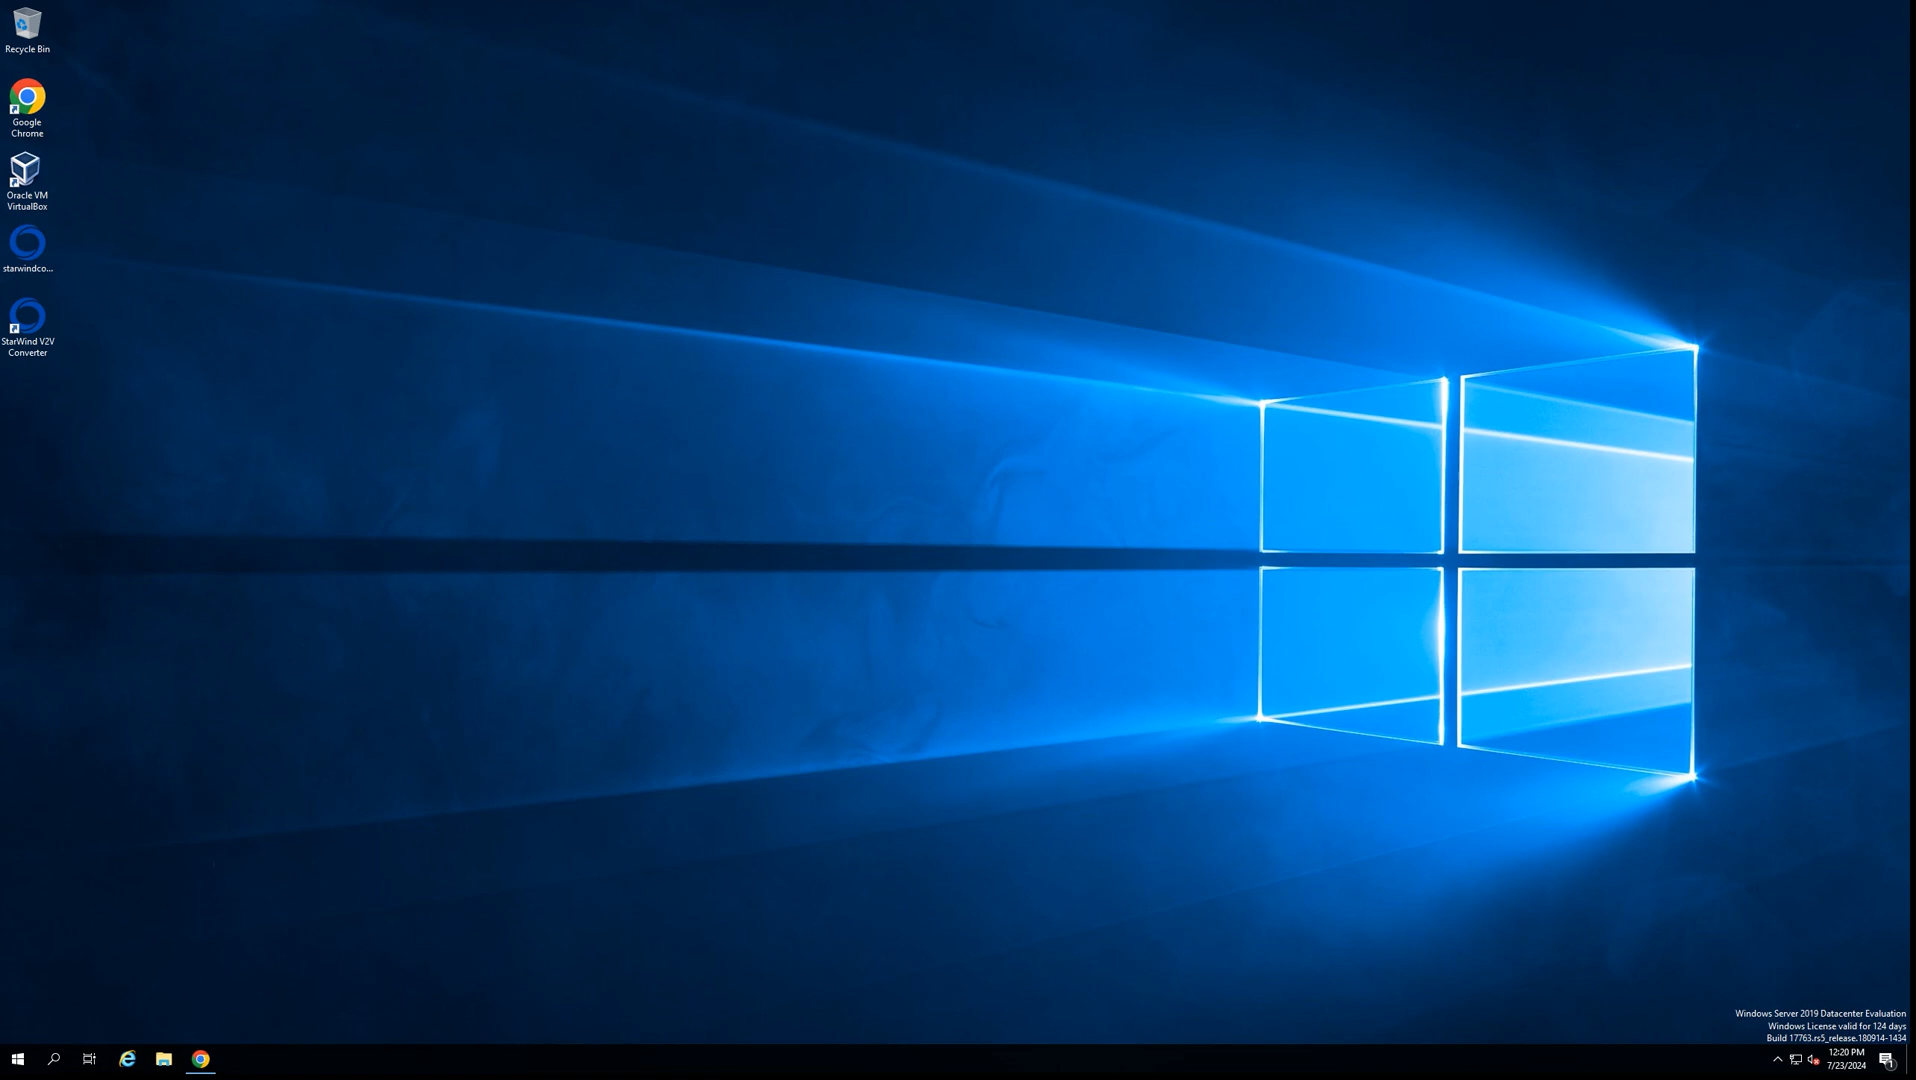 Recycle Bin
Google
Chrome
Oracle VM
VirtualBox
starwindco...
StarWind V2V
Converter
Windows Server 2019 Datacenter Evaluation
Windows License valid for 124 days
Build 17763.rs5_release.180914-1434
12:20 PM
7/23/2024
1